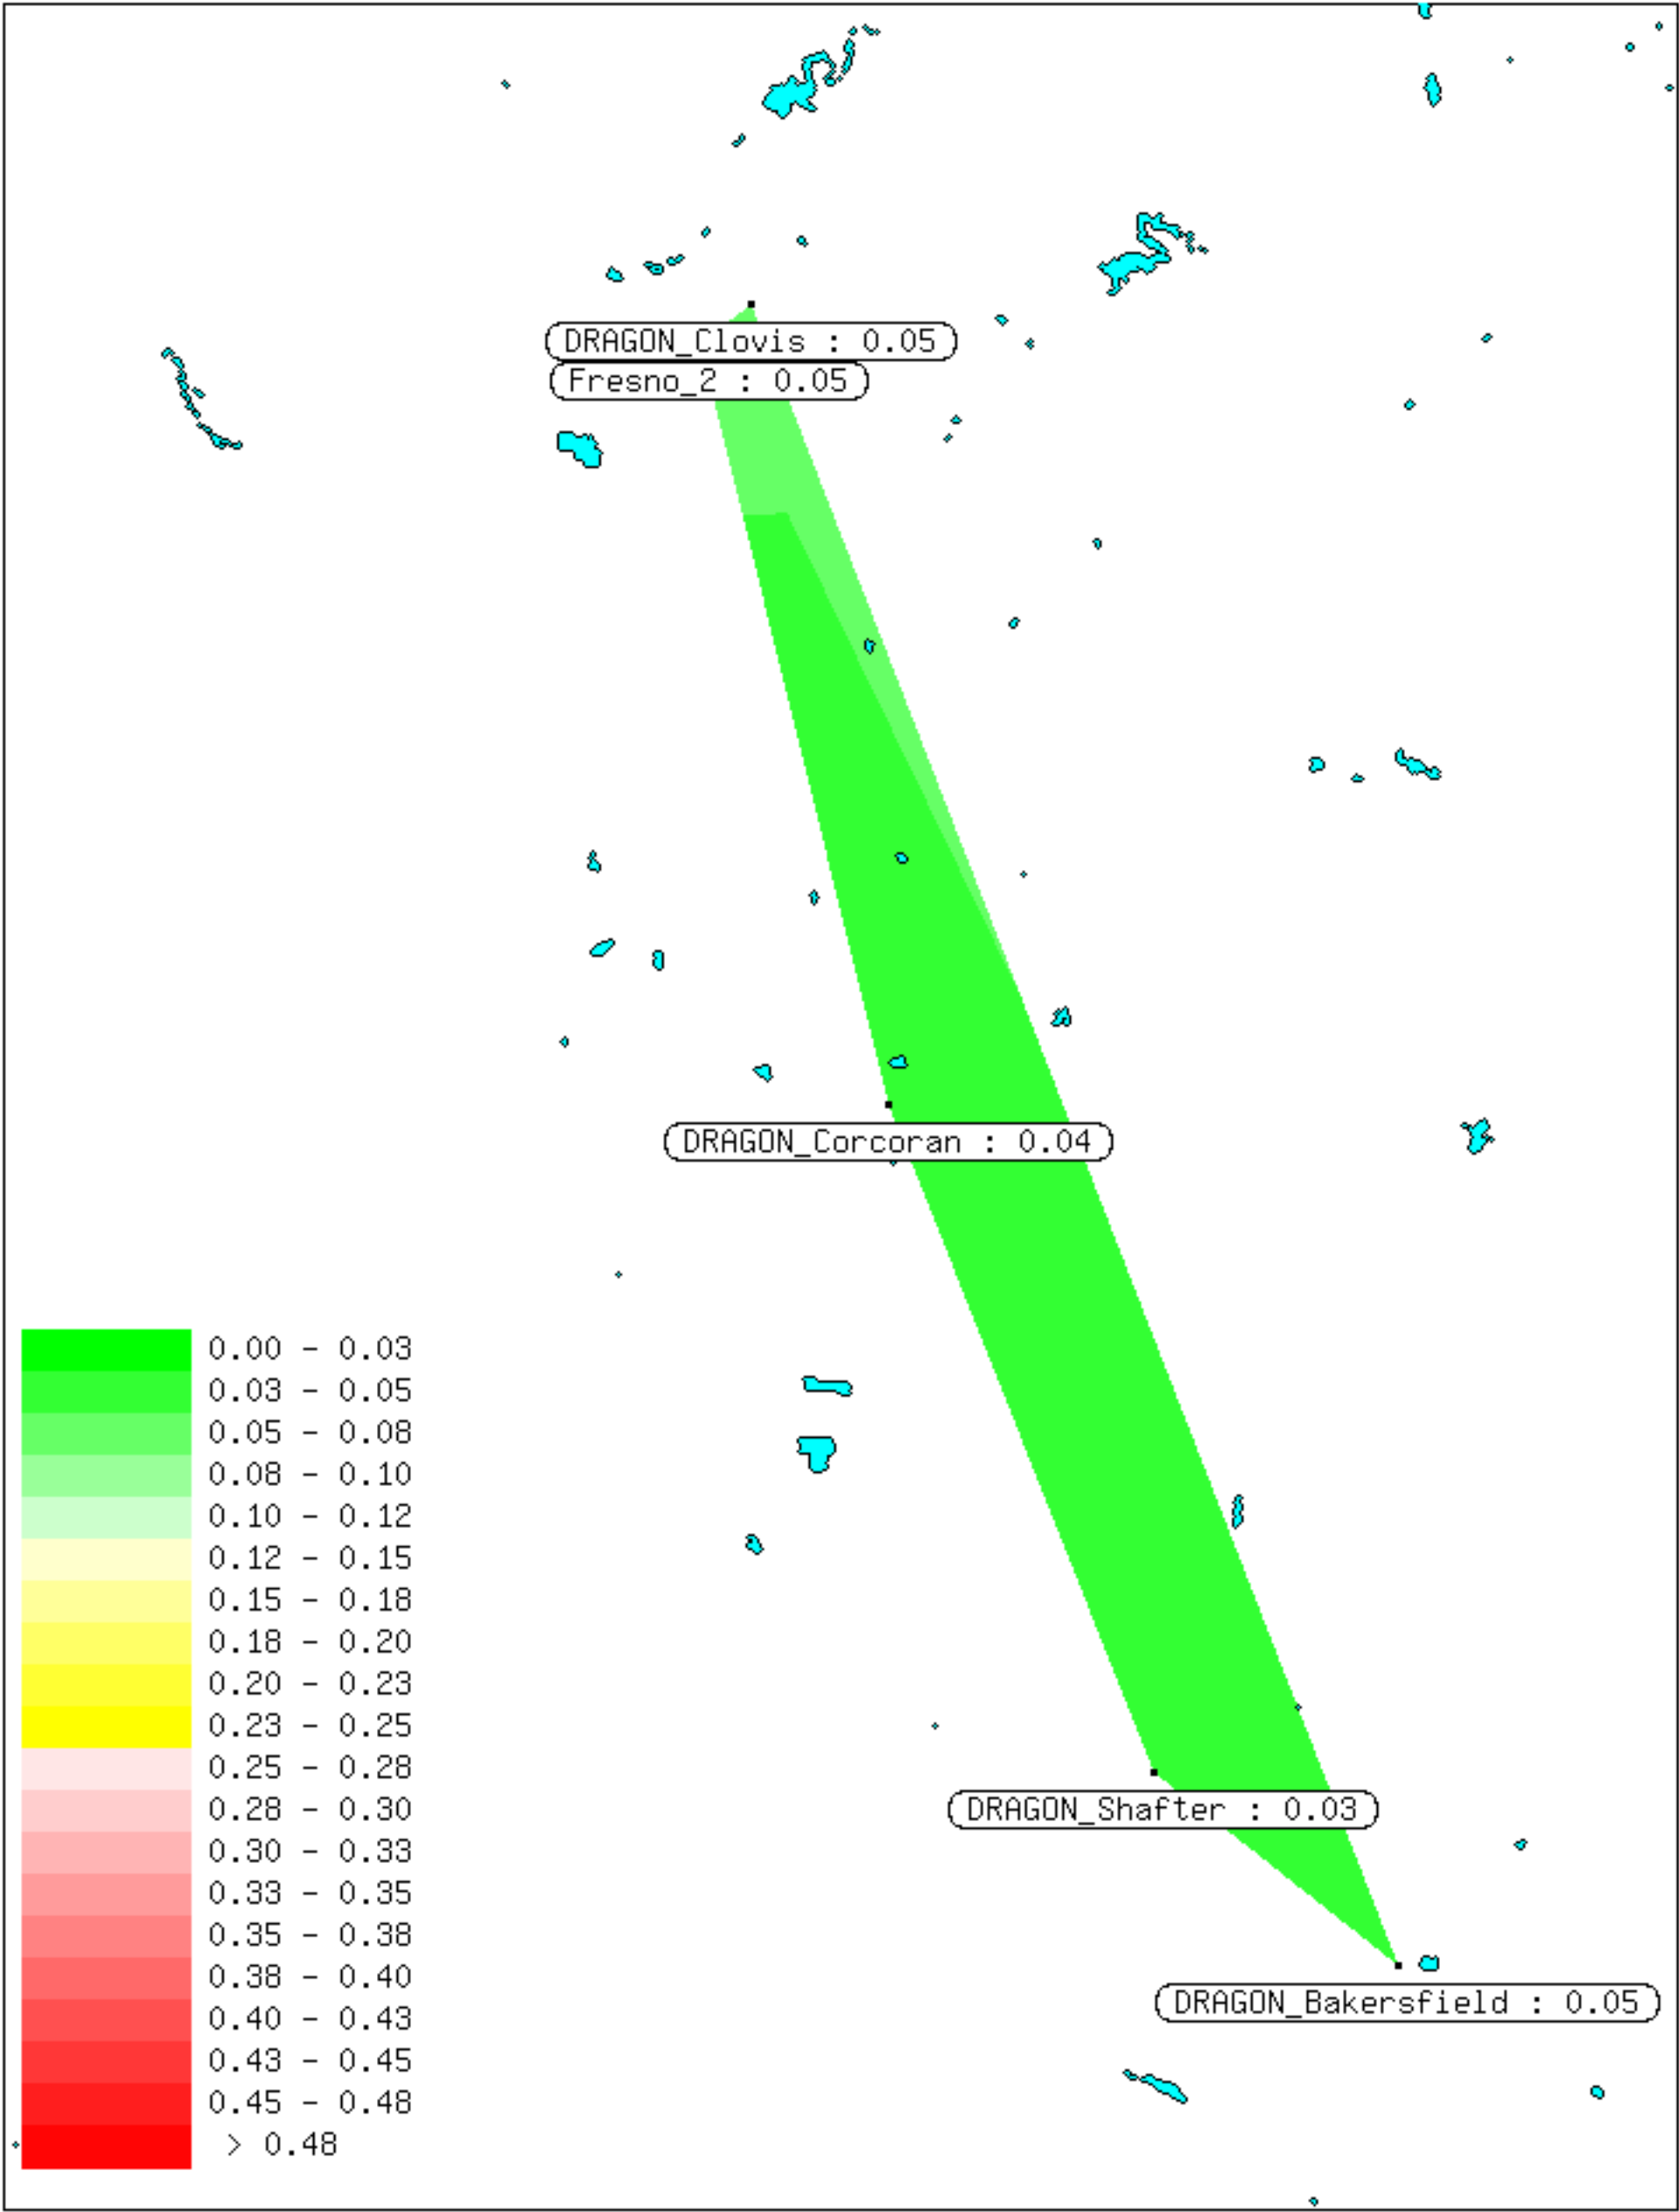 DRAGON_Clovis : 0.05
Fresno_2 : 0.05
DRAGON_Corcoran : 0.04
0.00 - 0.03
0.03 - 0.05
0.05 - 0.08
0.08 - 0.10
0.10 - 0.12
0.12 - 0.15
0.15 - 0.18
0.18 - 0.20
0.20 - 0.23
0.23 - 0.25
0.25 - 0.28
0.28 - 0.30
0.30 - 0.33
0.33 - 0.35
0.35 - 0.38
0.38 - 0.40
0.40 - 0.43
0.43 - 0.45
0.45 - 0.48
> 0.48
DRAGON_Shafter : 0.03
DRAGON_Bakersfield : 0.05